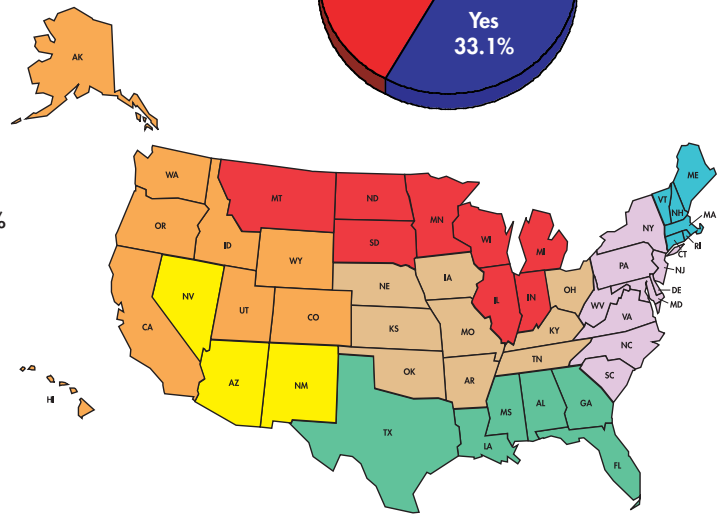 Yes
33.1%
AK
%
WA
MT
ND
MN
ME
VT
NH
MA
OR
ID
WY
SD
WI
MI
NY
RI
CT
NJ
PA
DE
MD
NV
UT
CO
NE
IA
IL
IN
OH
WV
VA
CA
KS
MO
KY
NC
AZ
NM
OK
AR
TN
SC
HI
TX
LA
MS
AL
GA
FL